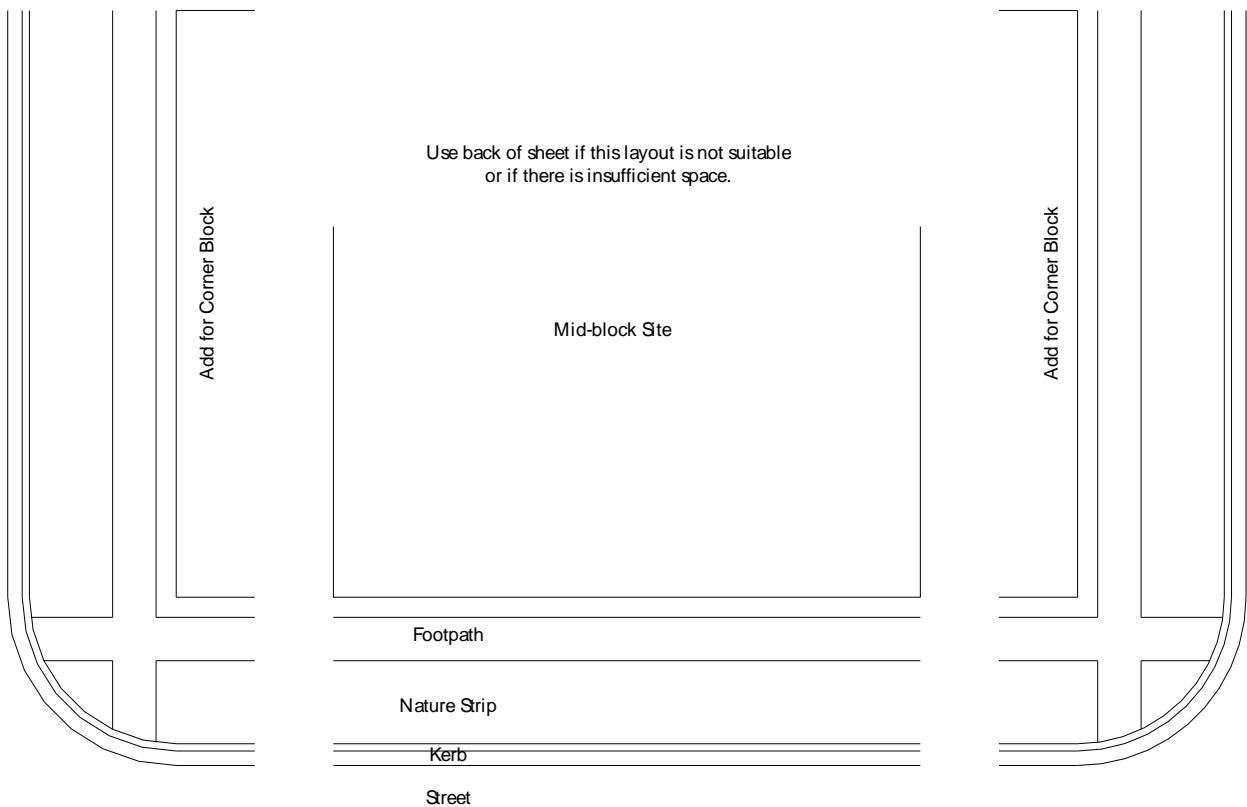 Use back of sheet if this layout is not suitable
or if there is insufficient space.
Add for Corner Block
Mid-block Site
Add for Corner Block
Footpath
Nature Strip
Kerb
Street